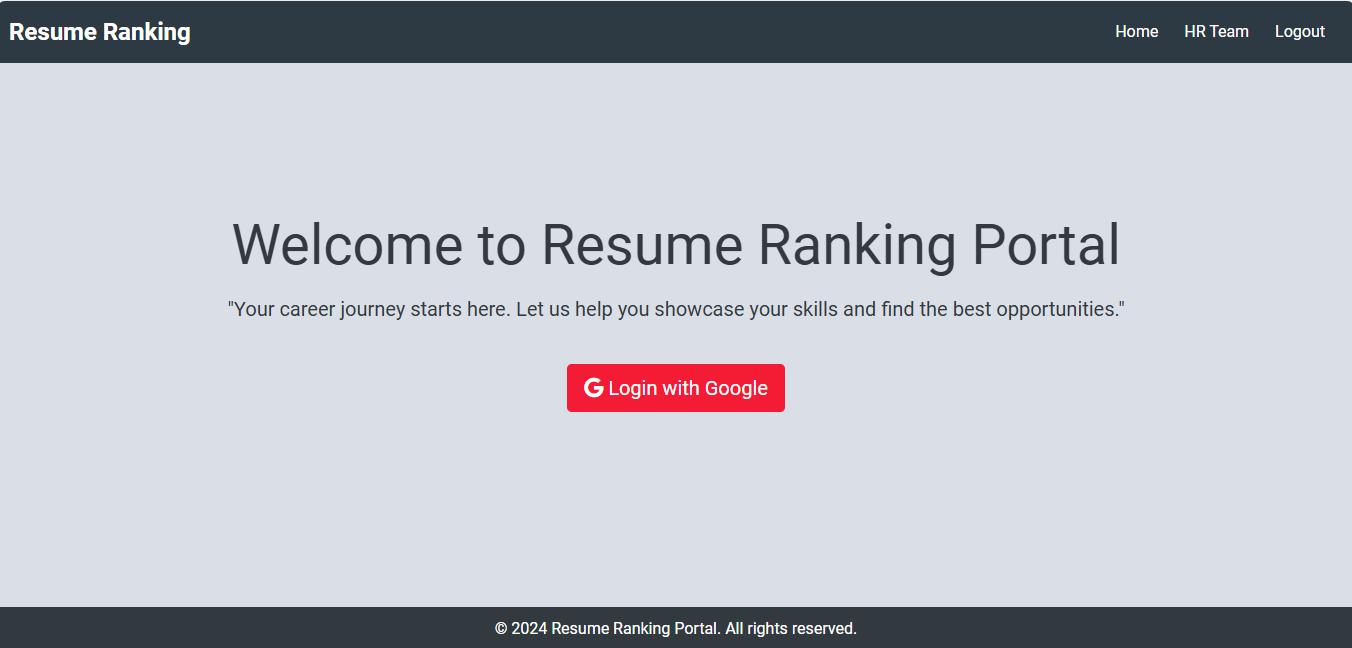 Resume Ranking
Home HR Team Logout
Welcome to Resume Ranking Portal
"Your career journey starts here. Let us help you showcase your skills and find the best opportunities."
Login with Google
© 2024 Resume Ranking Portal. All rights reserved.